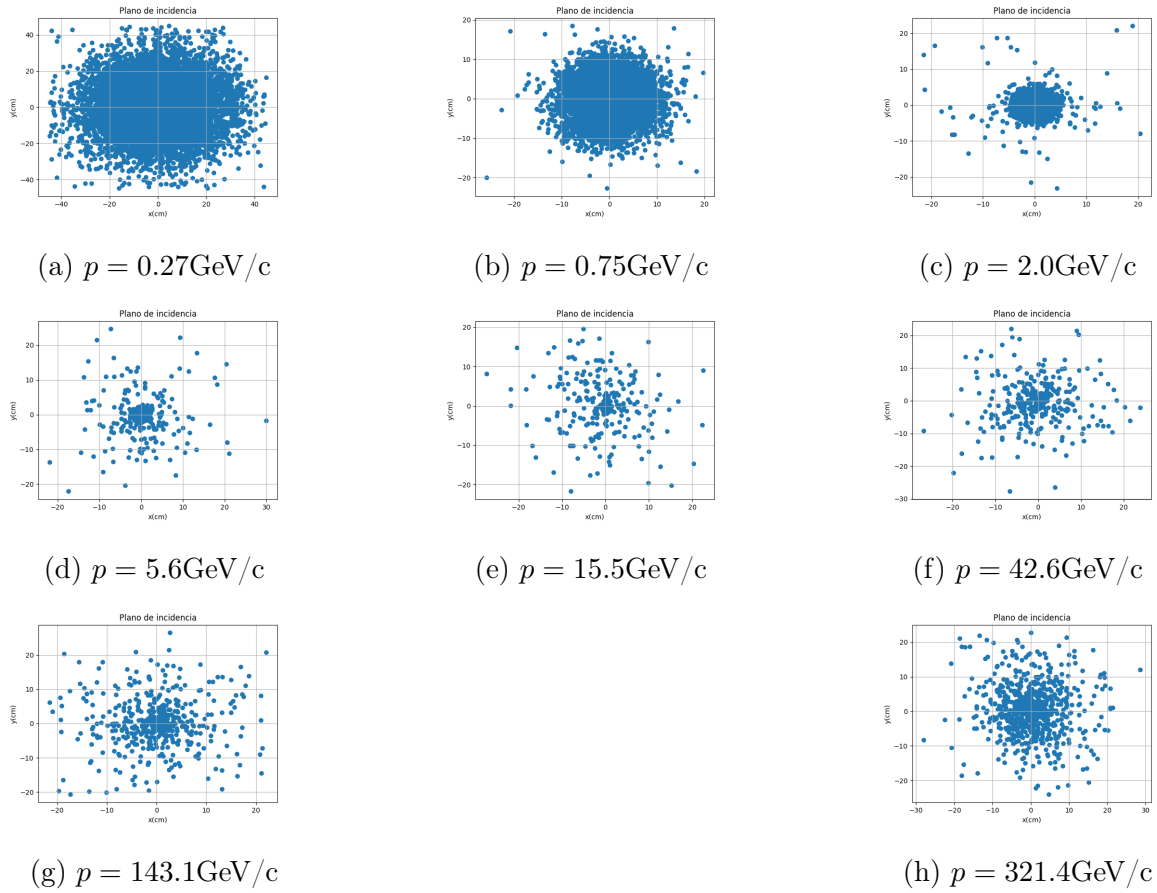 Plano de incidencia
y(cm)
40
20
0
−20
−40
−40 −20 0 20 40
x(cm)
(a) p = 0.27GeV/c
Plano de incidencia
y(cm)
20
10
0
−10
−20
−20 −10 0 10 20
x(cm)
(b) p = 0.75GeV/c
Plano de incidencia
y(cm)
20
10
0
−10
−20
−20 −10 0 10 20
x(cm)
(c) p = 2.0GeV/c
Plano de incidencia
y(cm)
20
10
0
−10
−20
−20 −10 0 10 20 30
x(cm)
(d) p = 5.6GeV/c
Plano de incidencia
y(cm)
20
15
10
5
0
−5
−10
−15
−20
−20 −10 0 10 20
x(cm)
(e) p = 15.5GeV/c
Plano de incidencia
y(cm)
20
10
0
−10
−20
−30
−20 −10 0 10 20
x(cm)
(f) p = 42.6GeV/c
Plano de incidencia
y(cm)
20
10
0
−10
−20
−20 −10 0 10 20
x(cm)
(g) p = 143.1GeV/c
Plano de incidencia
y(cm)
20
10
0
−10
−20
−30 −20 −10 0 10 20 30
x(cm)
(h) p = 321.4GeV/c